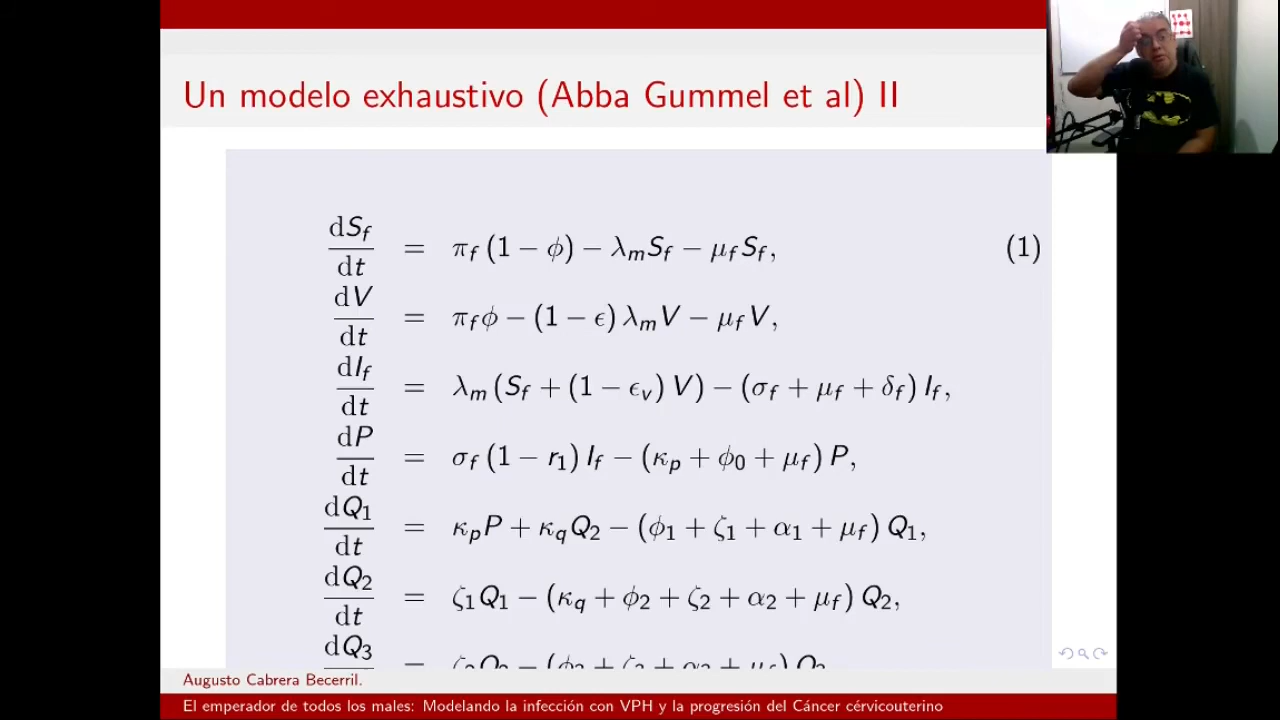 Un modelo exhaustivo (Abba Gummel et al) II
dS_f/dt = π_f (1 − ϕ) − λ_m S_f − μ_f S_f, (1)
dV/dt = π_f ϕ − (1 − ϵ) λ_m V − μ_f V,
dI_f/dt = λ_m (S_f + (1 − ϵ_v) V) − (σ_f + μ_f + δ_f) I_f,
dP/dt = σ_f (1 − r_1) I_f − (κ_p + ϕ_0 + μ_f) P,
dQ_1/dt = κ_p P + κ_q Q_2 − (ϕ_1 + ζ_1 + α_1 + μ_f) Q_1,
dQ_2/dt = ζ_1 Q_1 − (κ_q + ϕ_2 + ζ_2 + α_2 + μ_f) Q_2,
dQ_3
Augusto Cabrera Becerril.
El emperador de todos los males: Modelando la infección con VPH y la progresión del Cáncer cérvicouterino